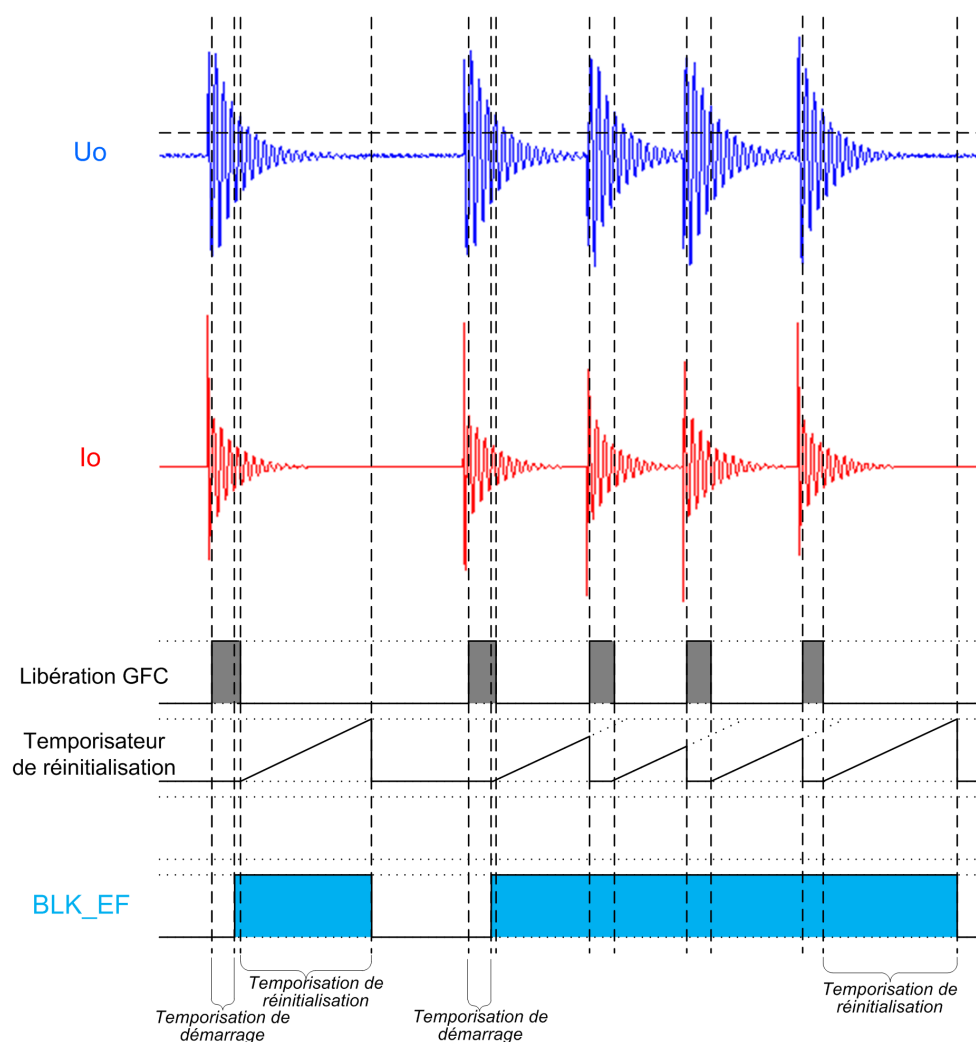 Uo
Io
Libération GFC
Temporisateur
de réinitialisation
BLK_EF
Temporisation de
réinitialisation
Temporisation de
démarrage
Temporisation de
démarrage
Temporisation de
réinitialisation